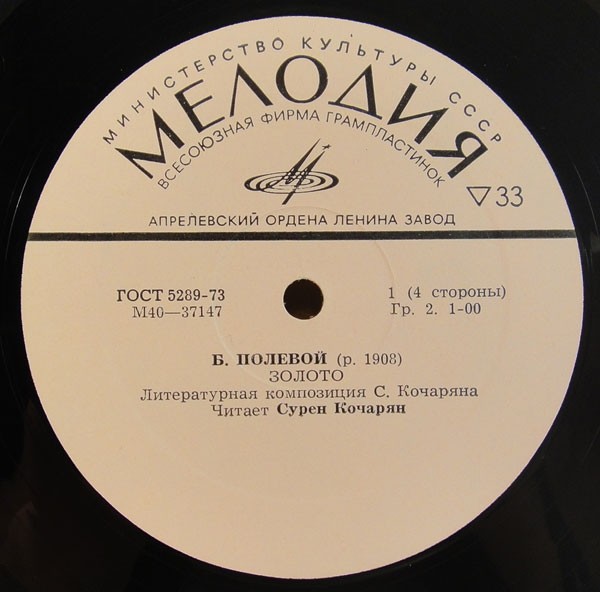 МИНИСТЕРСТВО КУЛЬТУРЫ СССР
МЕЛОДИЯ
ВСЕСОЮЗНАЯ ФИРМА ГРАМПЛАСТИНОК
▽33
АПРЕЛЕВСКИЙ ОРДЕНА ЛЕНИНА ЗАВОД
ГОСТ 5289-73
М40—37147
1 (4 стороны)
Гр. 2. 1-00
Б. ПОЛЕВОЙ (р. 1908)
ЗОЛОТО
Литературная композиция С. Кочаряна
Читает Сурен Кочарян